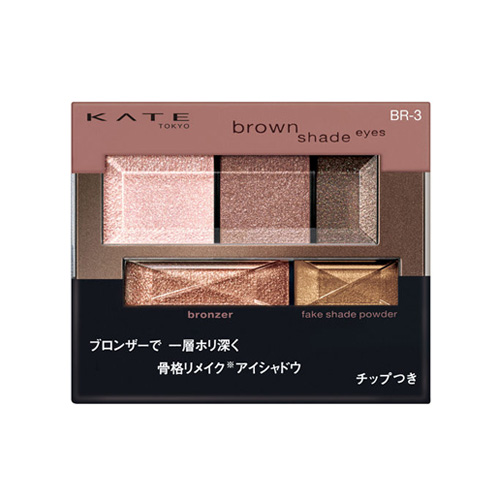 KATE
TOKYO
brown
shade eyes
BR-3
bronzer
fake shade powder
ブロンザーで 一層ホリ深く
骨格リメイク※アイシャドウ
チップつき